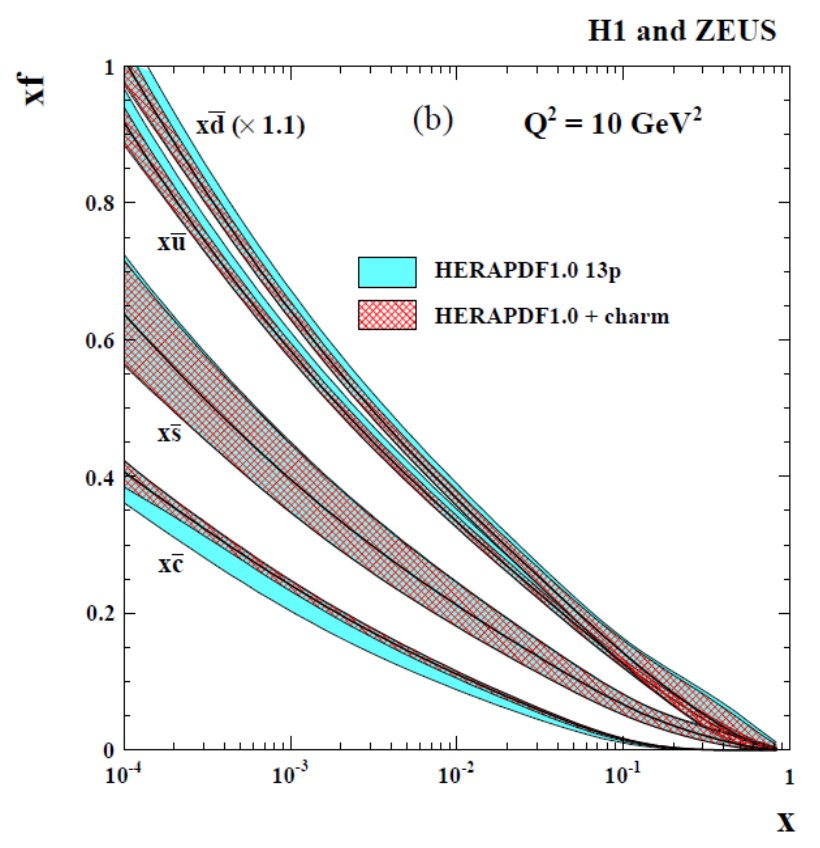 H1 and ZEUS
xf
1
xd̅ (× 1.1)
(b)
Q² = 10 GeV²
0.8
xu̅
HERAPDF1.0 13p
HERAPDF1.0 + charm
0.6
xs̅
0.4
xc̅
0.2
0
10⁻⁴ 10⁻³ 10⁻² 10⁻¹ 1
x